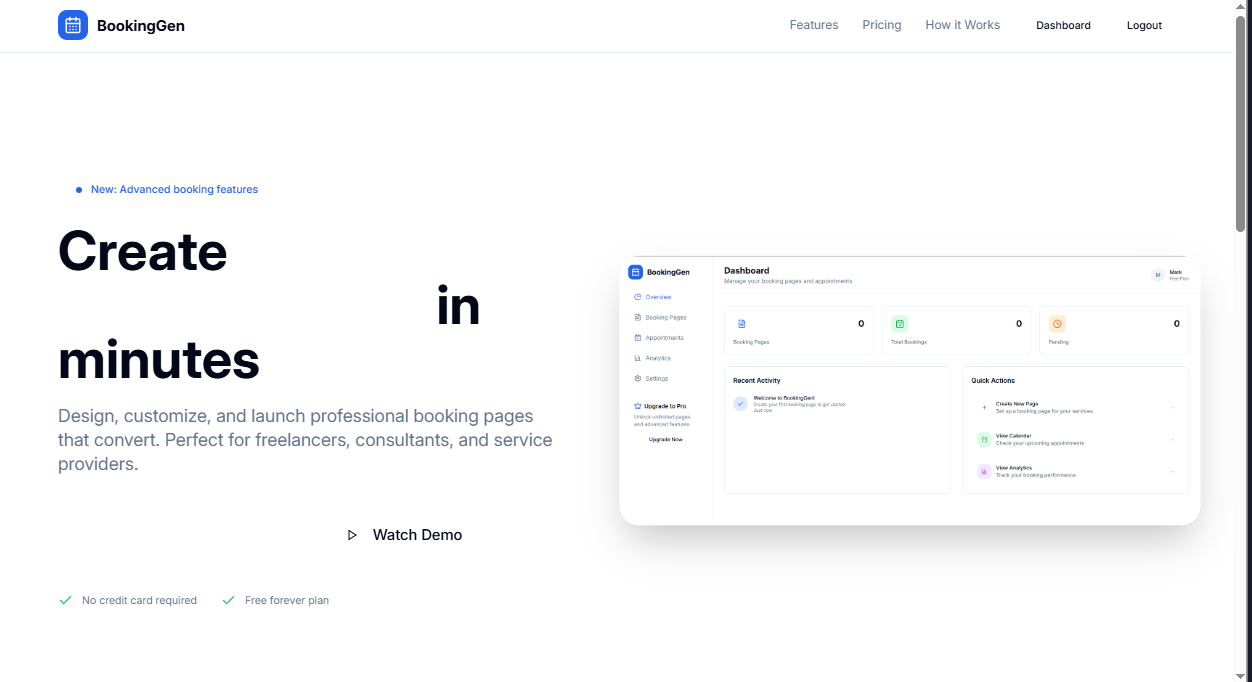 BookingGen
Features Pricing How it Works Dashboard Logout
New: Advanced booking features
Create
in
minutes
Design, customize, and launch professional booking pages
that convert. Perfect for freelancers, consultants, and service
providers.
Watch Demo
No credit card required Free forever plan
BookingGen
Overview
Booking Pages
Appointments
Analytics
Settings
Upgrade to Pro
Unlock unlimited pages
and advanced features
Upgrade Now
Dashboard
Manage your booking pages and appointments
M Mark
Free Plan
0
Booking Pages
0
Total Bookings
0
Pending
Recent Activity
Welcome to BookingGen!
Create your first booking page to get started
Just now
Quick Actions
Create New Page
Set up a booking page for your services
View Calendar
Check your upcoming appointments
View Analytics
Track your booking performance